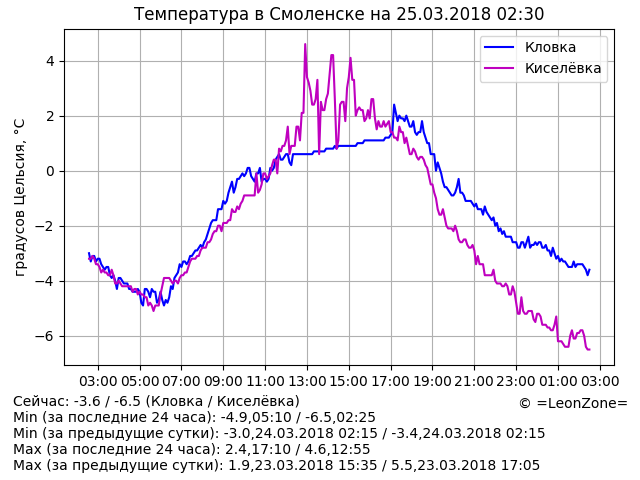 Температура в Смоленске на 25.03.2018 02:30
Кловка
Киселёвка
градусов Цельсия, °C
4
2
0
−2
−4
−6
03:00 05:00 07:00 09:00 11:00 13:00 15:00 17:00 19:00 21:00 23:00 01:00 03:00
Сейчас: -3.6 / -6.5 (Кловка / Киселёвка)
© =LeonZone=
Min (за последние 24 часа): -4.9,05:10 / -6.5,02:25
Min (за предыдущие сутки): -3.0,24.03.2018 02:15 / -3.4,24.03.2018 02:15
Max (за последние 24 часа): 2.4,17:10 / 4.6,12:55
Max (за предыдущие сутки): 1.9,23.03.2018 15:35 / 5.5,23.03.2018 17:05